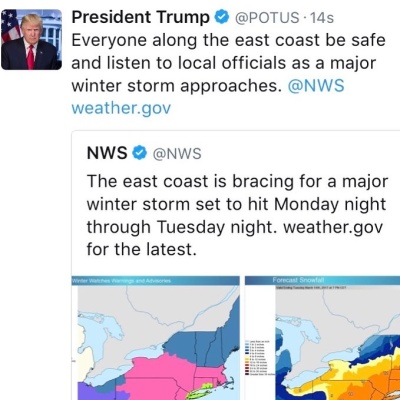 President Trump @POTUS · 14s
Everyone along the east coast be safe
and listen to local officials as a major
winter storm approaches. @NWS
weather.gov
NWS @NWS
The east coast is bracing for a major
winter storm set to hit Monday night
through Tuesday night. weather.gov
for the latest.
Winter Watches Warnings and Advisories
Forecast Snowfall